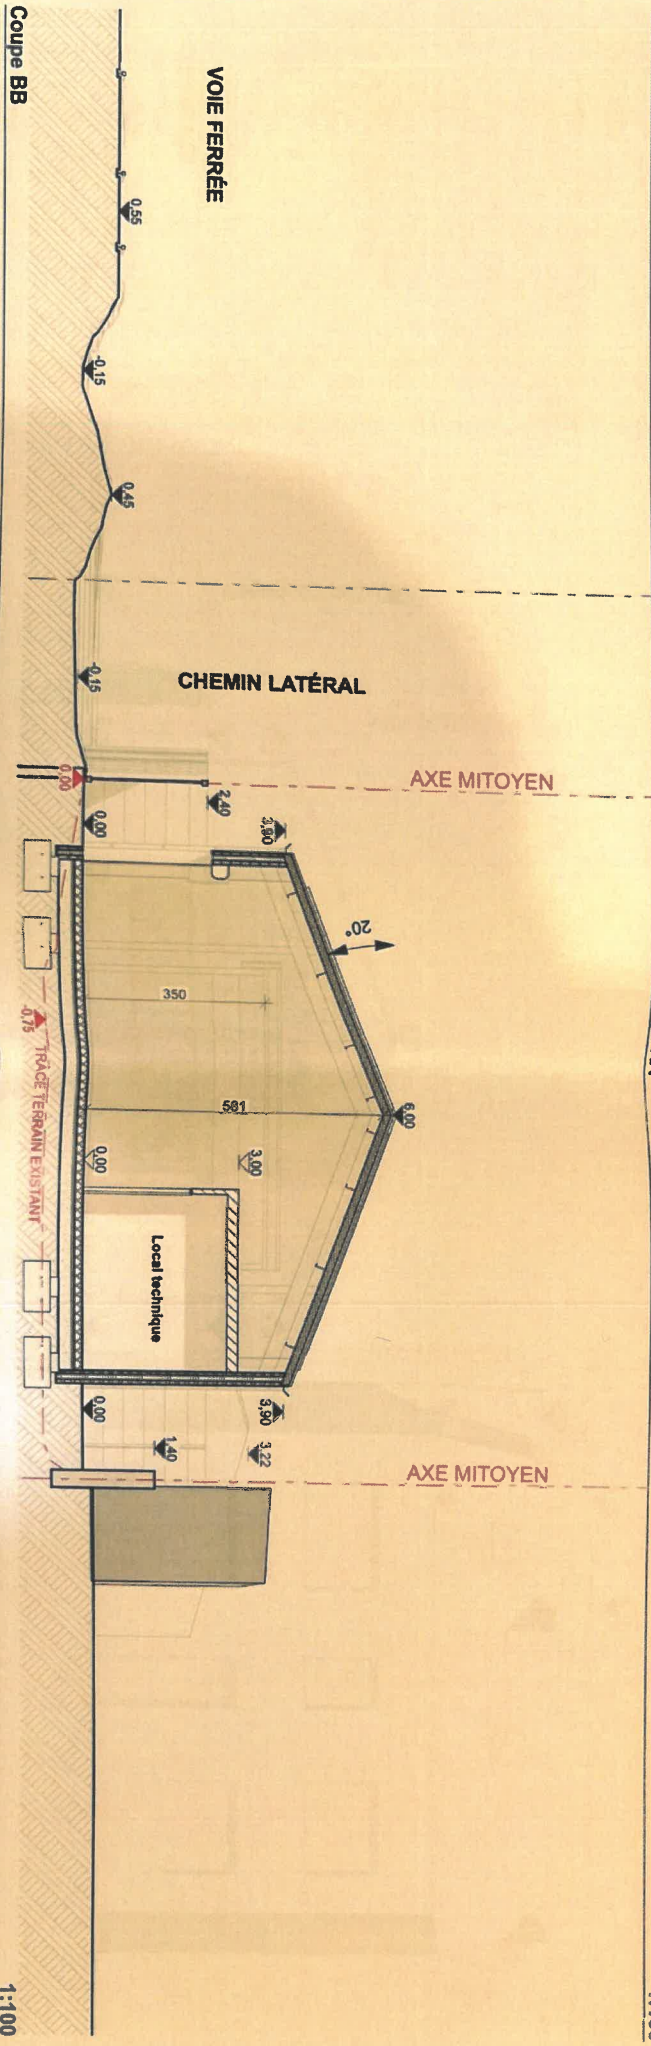 VOIE FERRÉE
0,55
-0,15
0,45
-0,15
CHEMIN LATÉRAL
AXE MITOYEN
0,00
0,00
2,40
3,90
20°
350
-0,75
TRACE TERRAIN EXISTANT
591
6,00
0,00
3,00
Local technique
0,00
3,90
1,40
3,22
AXE MITOYEN
Coupe BB
1:100